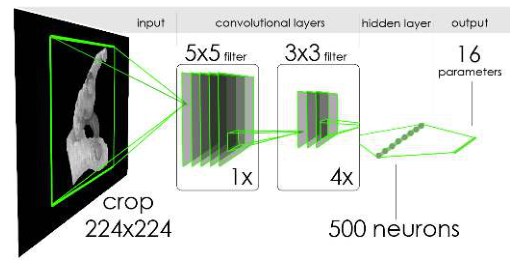 input convolutional layers hidden layer output
5x5 filter 3x3 filter 16
parameters
1x 4x
crop
224x224 500 neurons